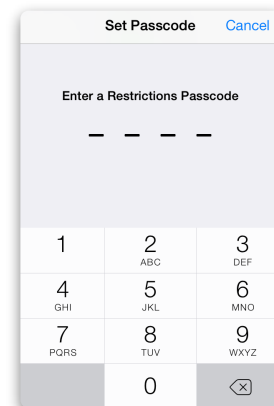 Set Passcode Cancel
Enter a Restrictions Passcode
1 2 3
ABC DEF
4 5 6
GHI JKL MNO
7 8 9
PQRS TUV WXYZ
0